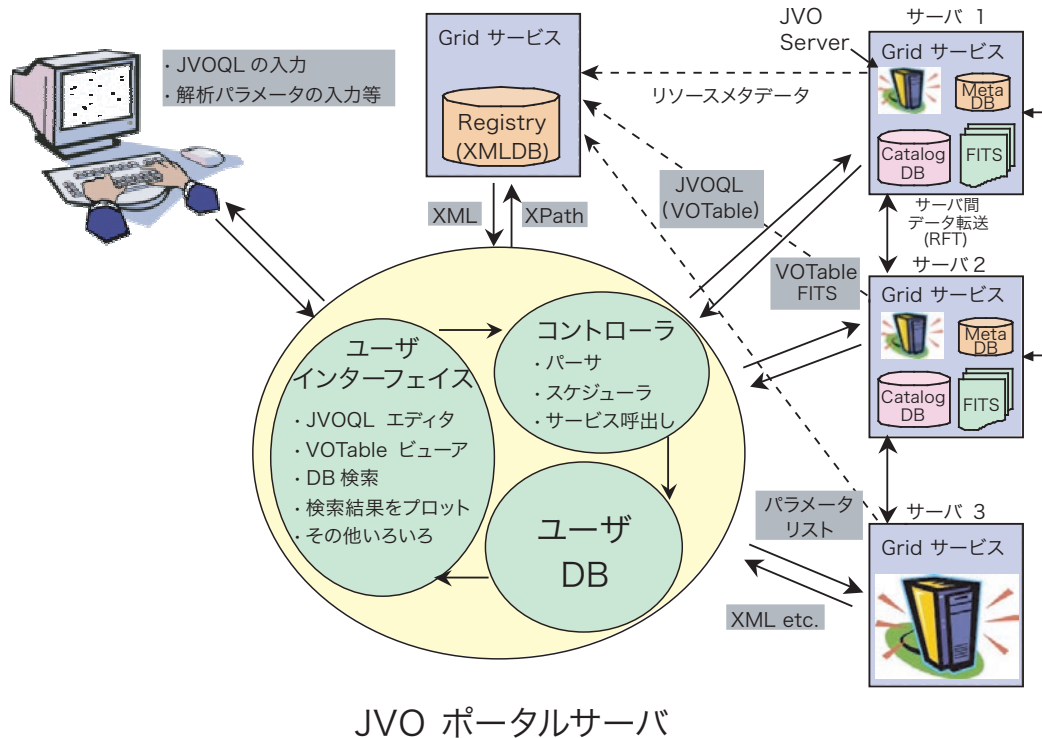 ・JVOQL の入力
・解析パラメータの入力等
Grid サービス
Registry
(XMLDB)
JVO
Server
サーバ 1
Grid サービス
Meta
DB
Catalog
DB
FITS
リソースメタデータ
JVOQL
(VOTable)
XML
XPath
サーバ間
データ転送
(RFT)
サーバ 2
Grid サービス
Meta
DB
Catalog
DB
FITS
VOTable
FITS
ユーザ
インターフェイス
・JVOQL エディタ
・VOTable ビューア
・DB 検索
・検索結果をプロット
・その他いろいろ
コントローラ
・パーサ
・スケジューラ
・サービス呼出し
ユーザ
DB
パラメータ
リスト
XML etc.
サーバ 3
Grid サービス
JVO ポータルサーバ